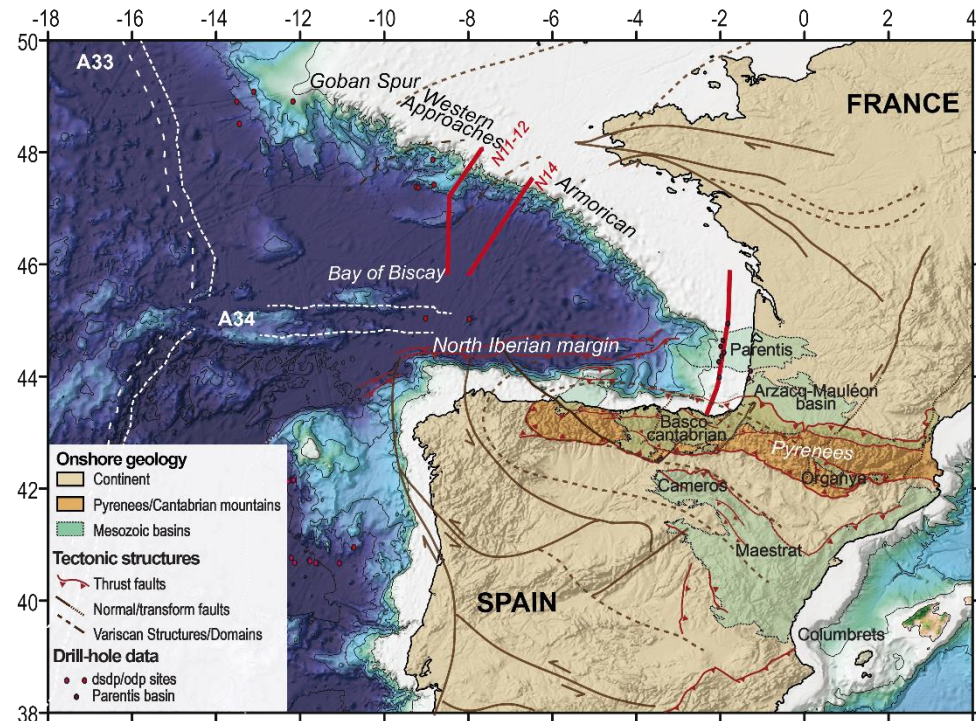 -18 -16 -14 -12 -10 -8 -6 -4 -2 0 2 4
50
A33
Goban Spur
Western
Approaches
FRANCE
48
N11-12
N14
Armorican
46
Bay of Biscay
A34
North Iberian margin
Parentis
44
Arzacq-Mauléon
basin
Basco-
cantabrian
Pyrenees
Organya
Cameros
42
Maestrat
40
SPAIN
Columbrets
38
Onshore geology
Continent
Pyrenees/Cantabrian mountains
Mesozoic basins
Tectonic structures
Thrust faults
Normal/transform faults
Variscan Structures/Domains
Drill-hole data
dsdp/odp sites
Parentis basin